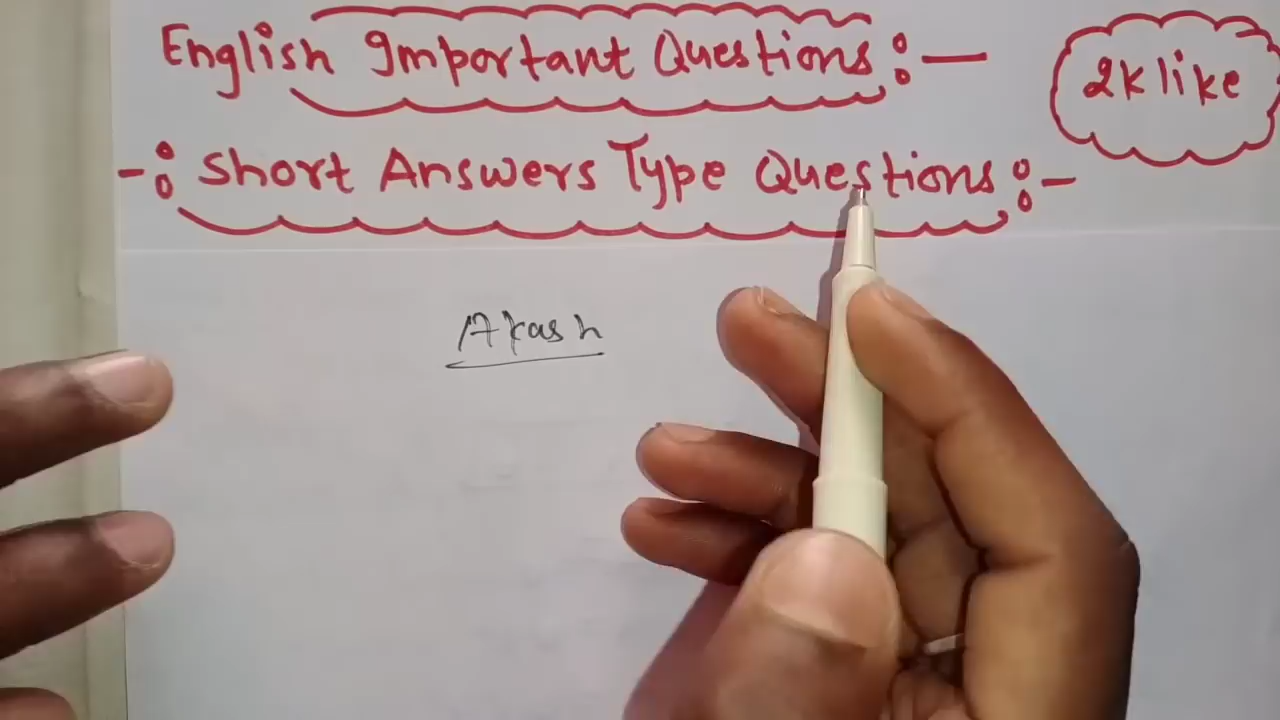 English Important Questions :-
2K like
-: Short Answers Type Questions :-
Akash